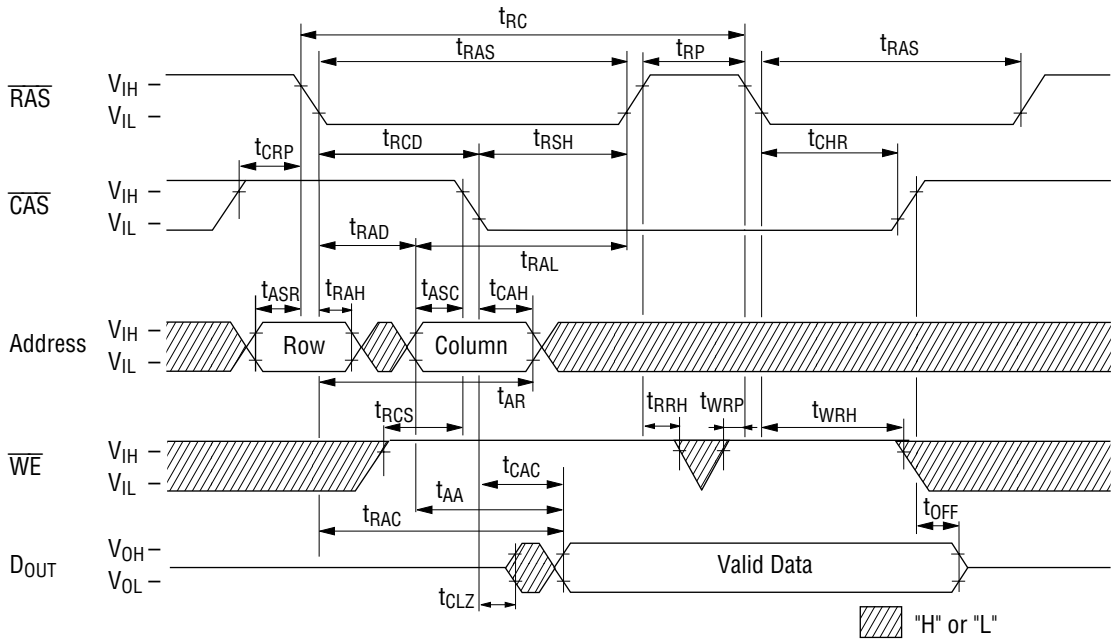 tRC
tRAS tRP tRAS
RAS VIH
VIL
tRCD tRSH tCHR
tCRP
CAS VIH
VIL
tRAD
tRAL
tASR tRAH tASC tCAH
Address VIH
VIL
Row Column
tAR
tRCS tRRH tWRP tWRH
WE VIH
VIL
tCAC
tAA
tRAC tOFF
DOUT VOH
VOL
Valid Data
tCLZ
"H" or "L"